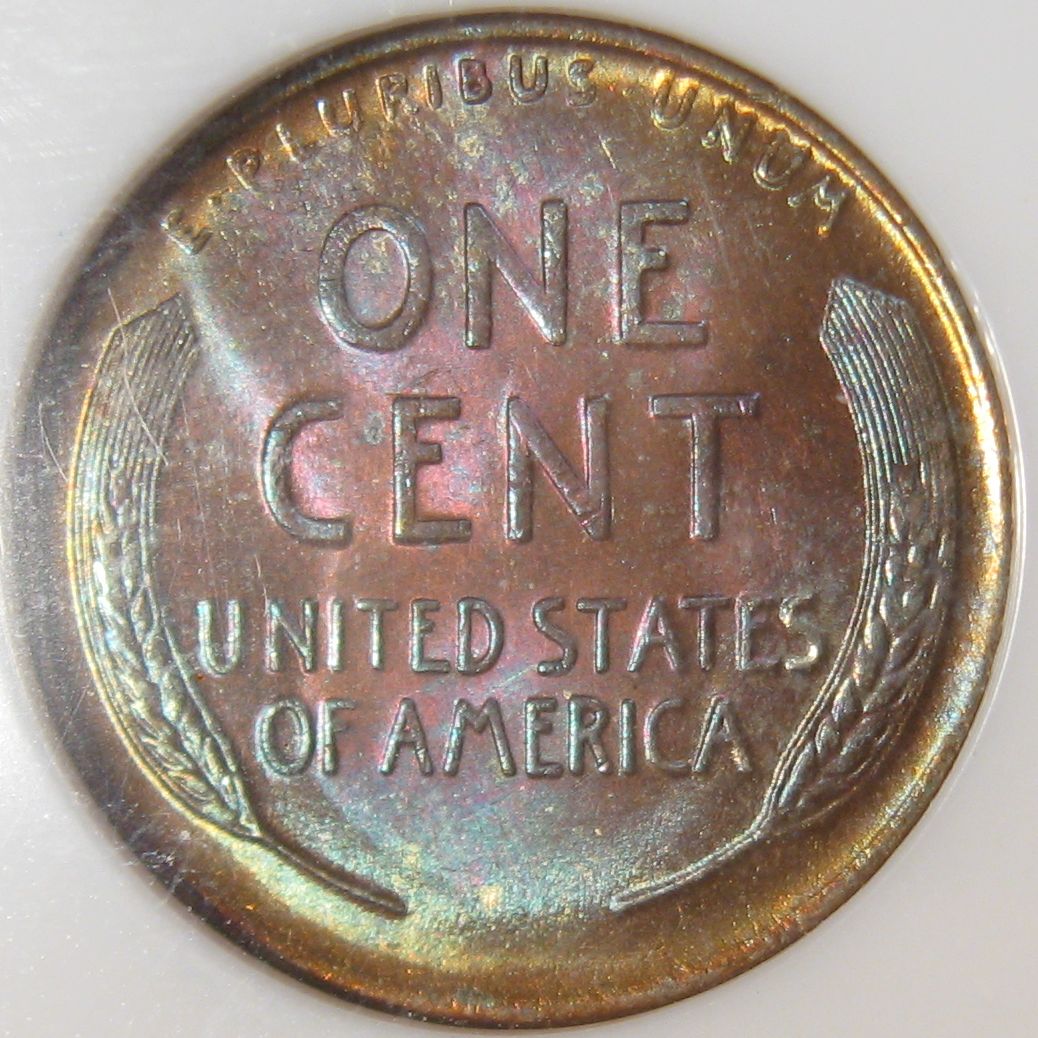 E · PLURIBUS · UNUM
ONE
CENT
UNITED STATES
OF AMERICA